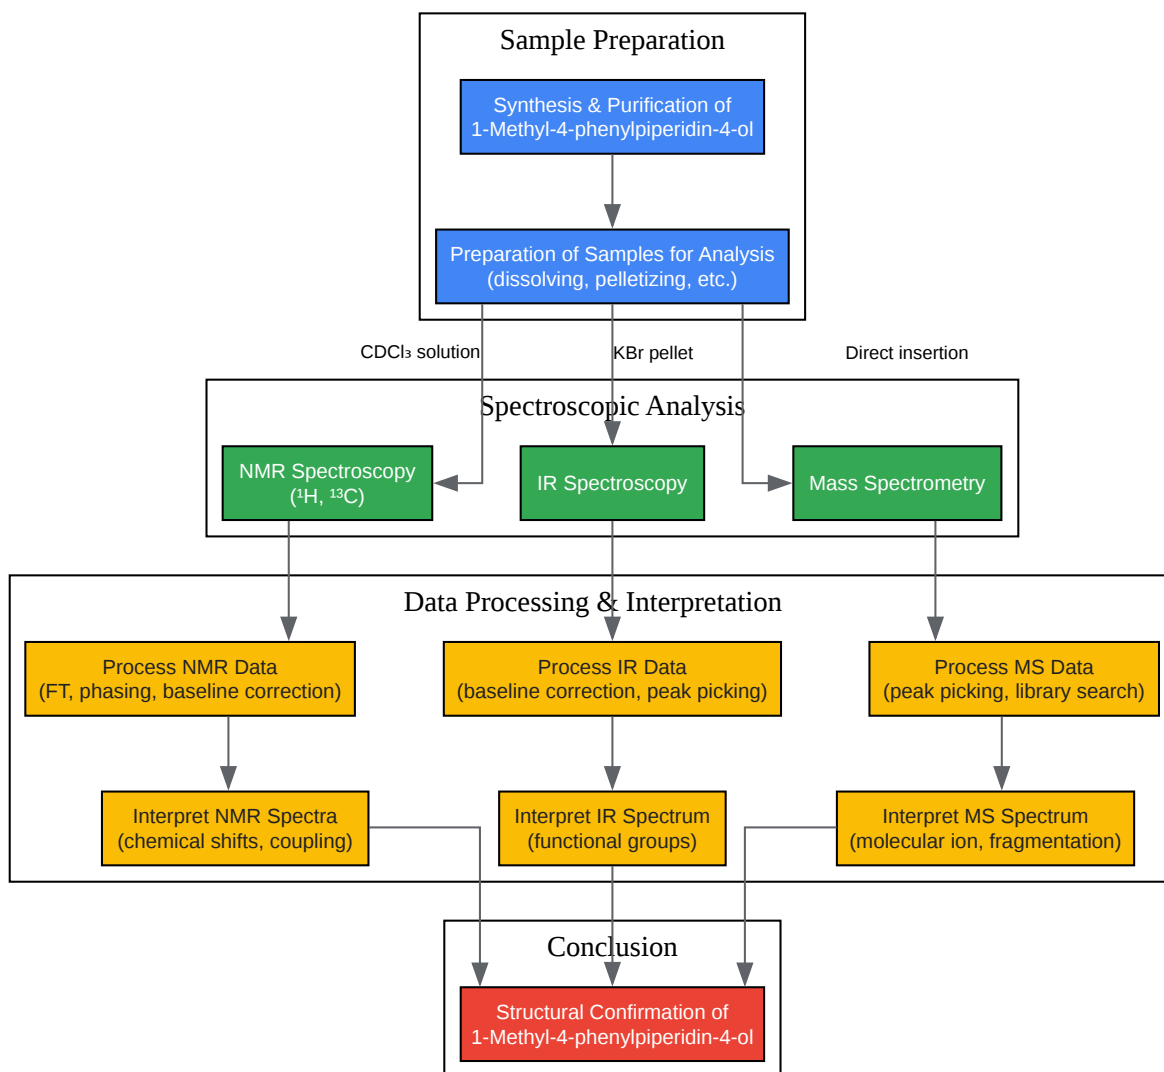 Sample Preparation
Synthesis & Purification of
1-Methyl-4-phenylpiperidin-4-ol
Preparation of Samples for Analysis
(dissolving, pelletizing, etc.)
CDCl₃ solution
KBr pellet
Direct insertion
Spectroscopic Analysis
NMR Spectroscopy
(¹H, ¹³C)
IR Spectroscopy
Mass Spectrometry
Data Processing & Interpretation
Process NMR Data
(FT, phasing, baseline correction)
Process IR Data
(baseline correction, peak picking)
Process MS Data
(peak picking, library search)
Interpret NMR Spectra
(chemical shifts, coupling)
Interpret IR Spectrum
(functional groups)
Interpret MS Spectrum
(molecular ion, fragmentation)
Conclusion
Structural Confirmation of
1-Methyl-4-phenylpiperidin-4-ol